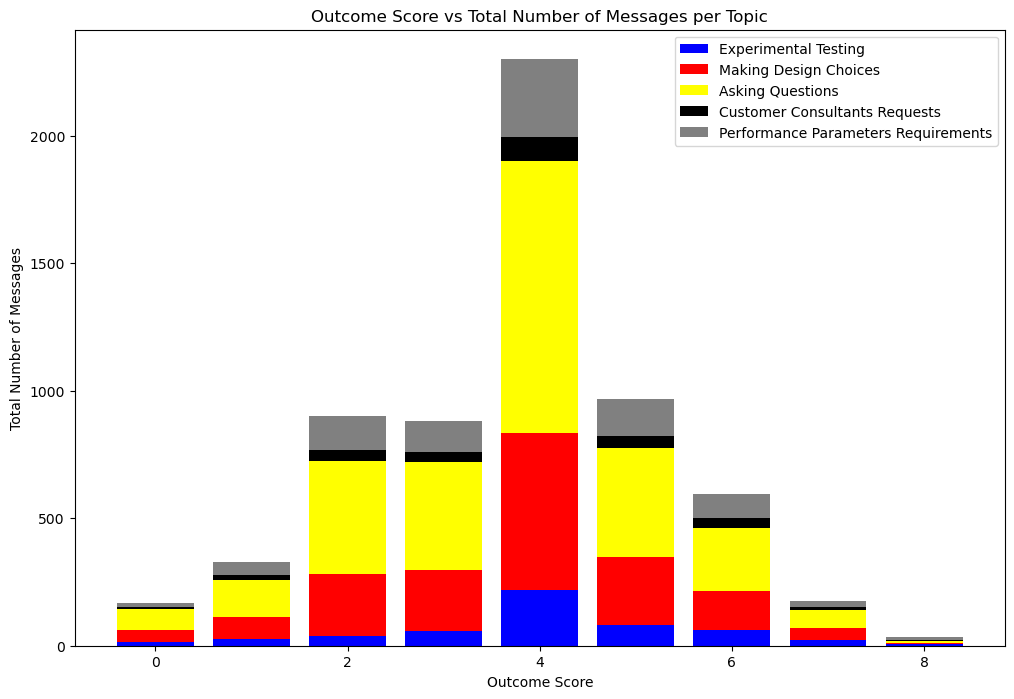 Outcome Score vs Total Number of Messages per Topic
Experimental Testing
Making Design Choices
Asking Questions
Customer Consultants Requests
Performance Parameters Requirements
Total Number of Messages
2000
1500
1000
500
0
0 2 4 6 8
Outcome Score